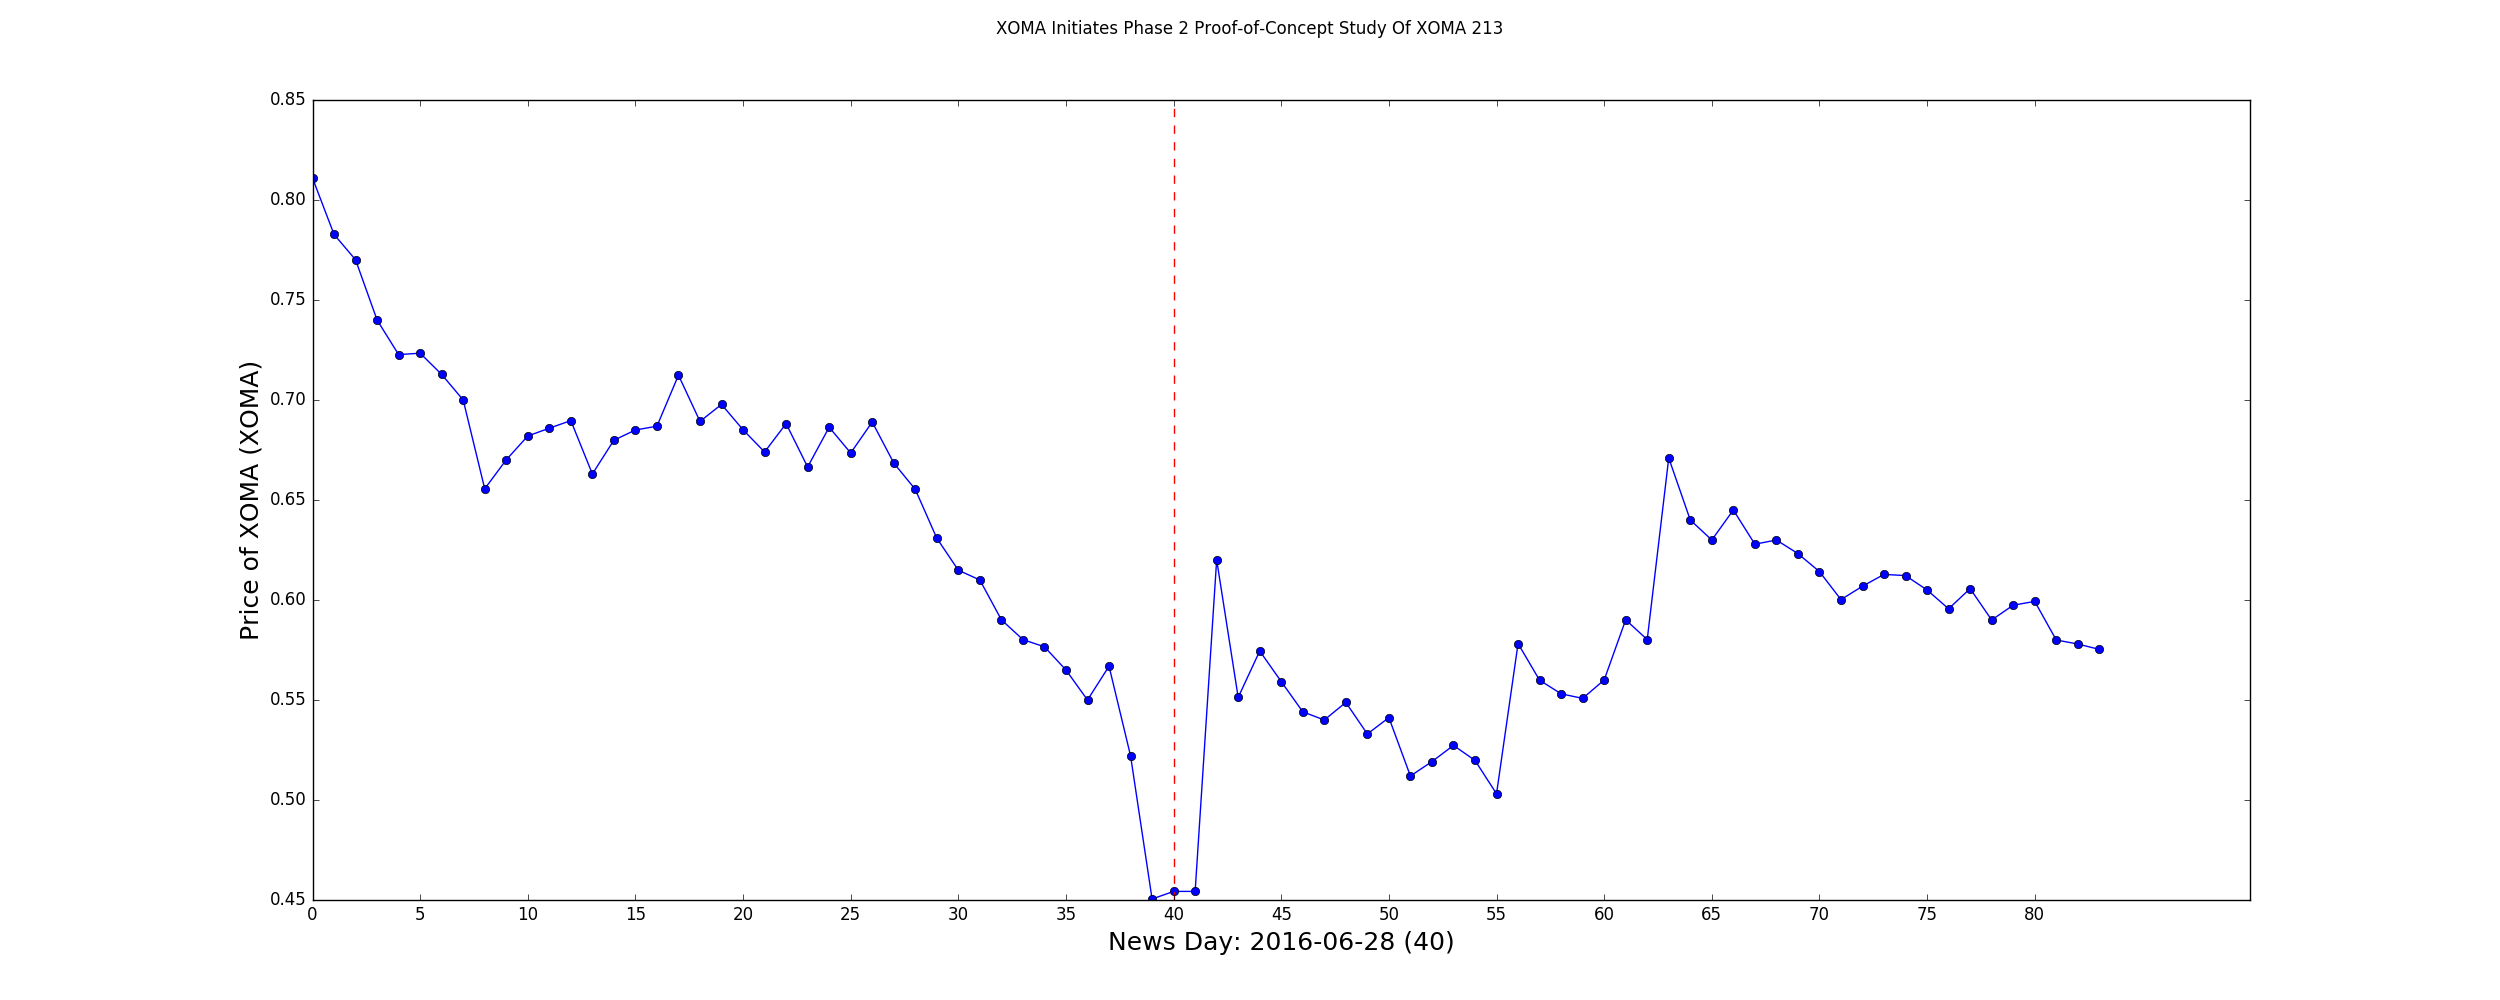 XOMA Initiates Phase 2 Proof-of-Concept Study Of XOMA 213
0.85
0.80
0.75
0.70
0.65
0.60
0.55
0.50
0.45
Price of XOMA (XOMA)
0 5 10 15 20 25 30 35 40 45 50 55 60 65 70 75 80
News Day: 2016-06-28 (40)